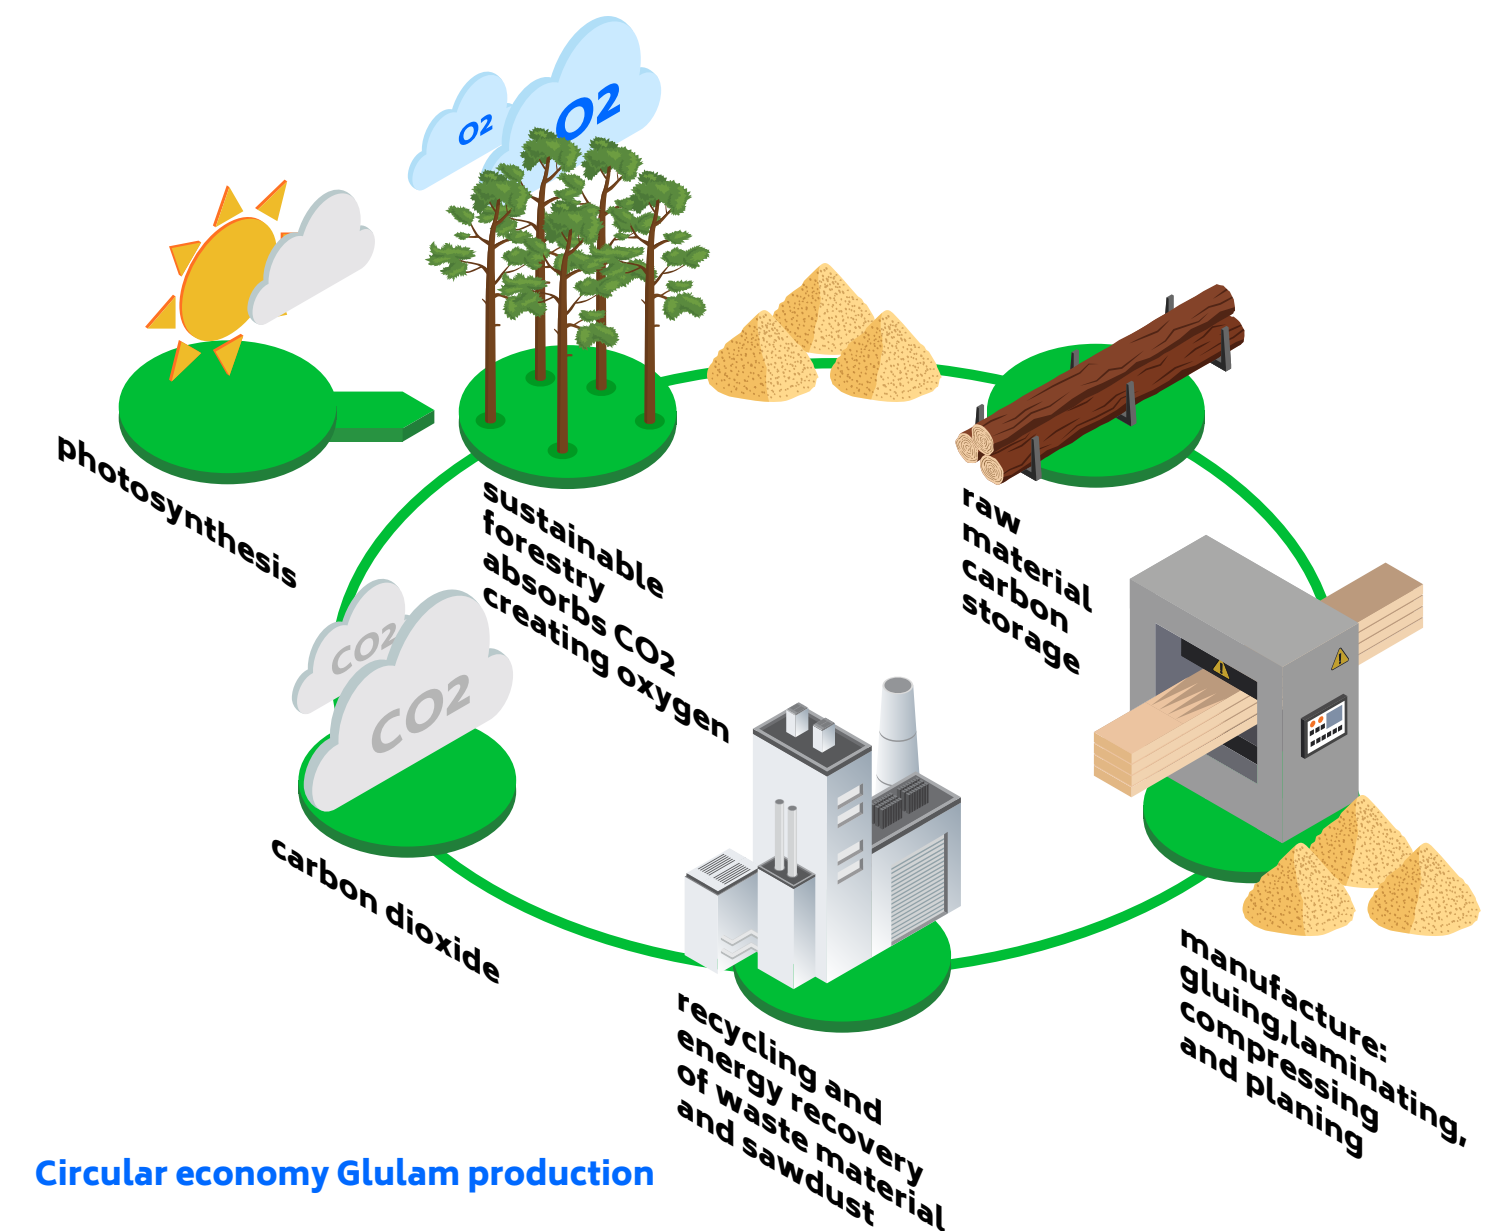 O2
O2
photosynthesis
sustainable
forestry
absorbs CO2
creating oxygen
raw
material
carbon
storage
CO2
CO2
carbon dioxide
recycling and
energy recovery
of waste material
and sawdust
manufacture:
gluing,laminating,
compressing
and planing
Circular economy Glulam production